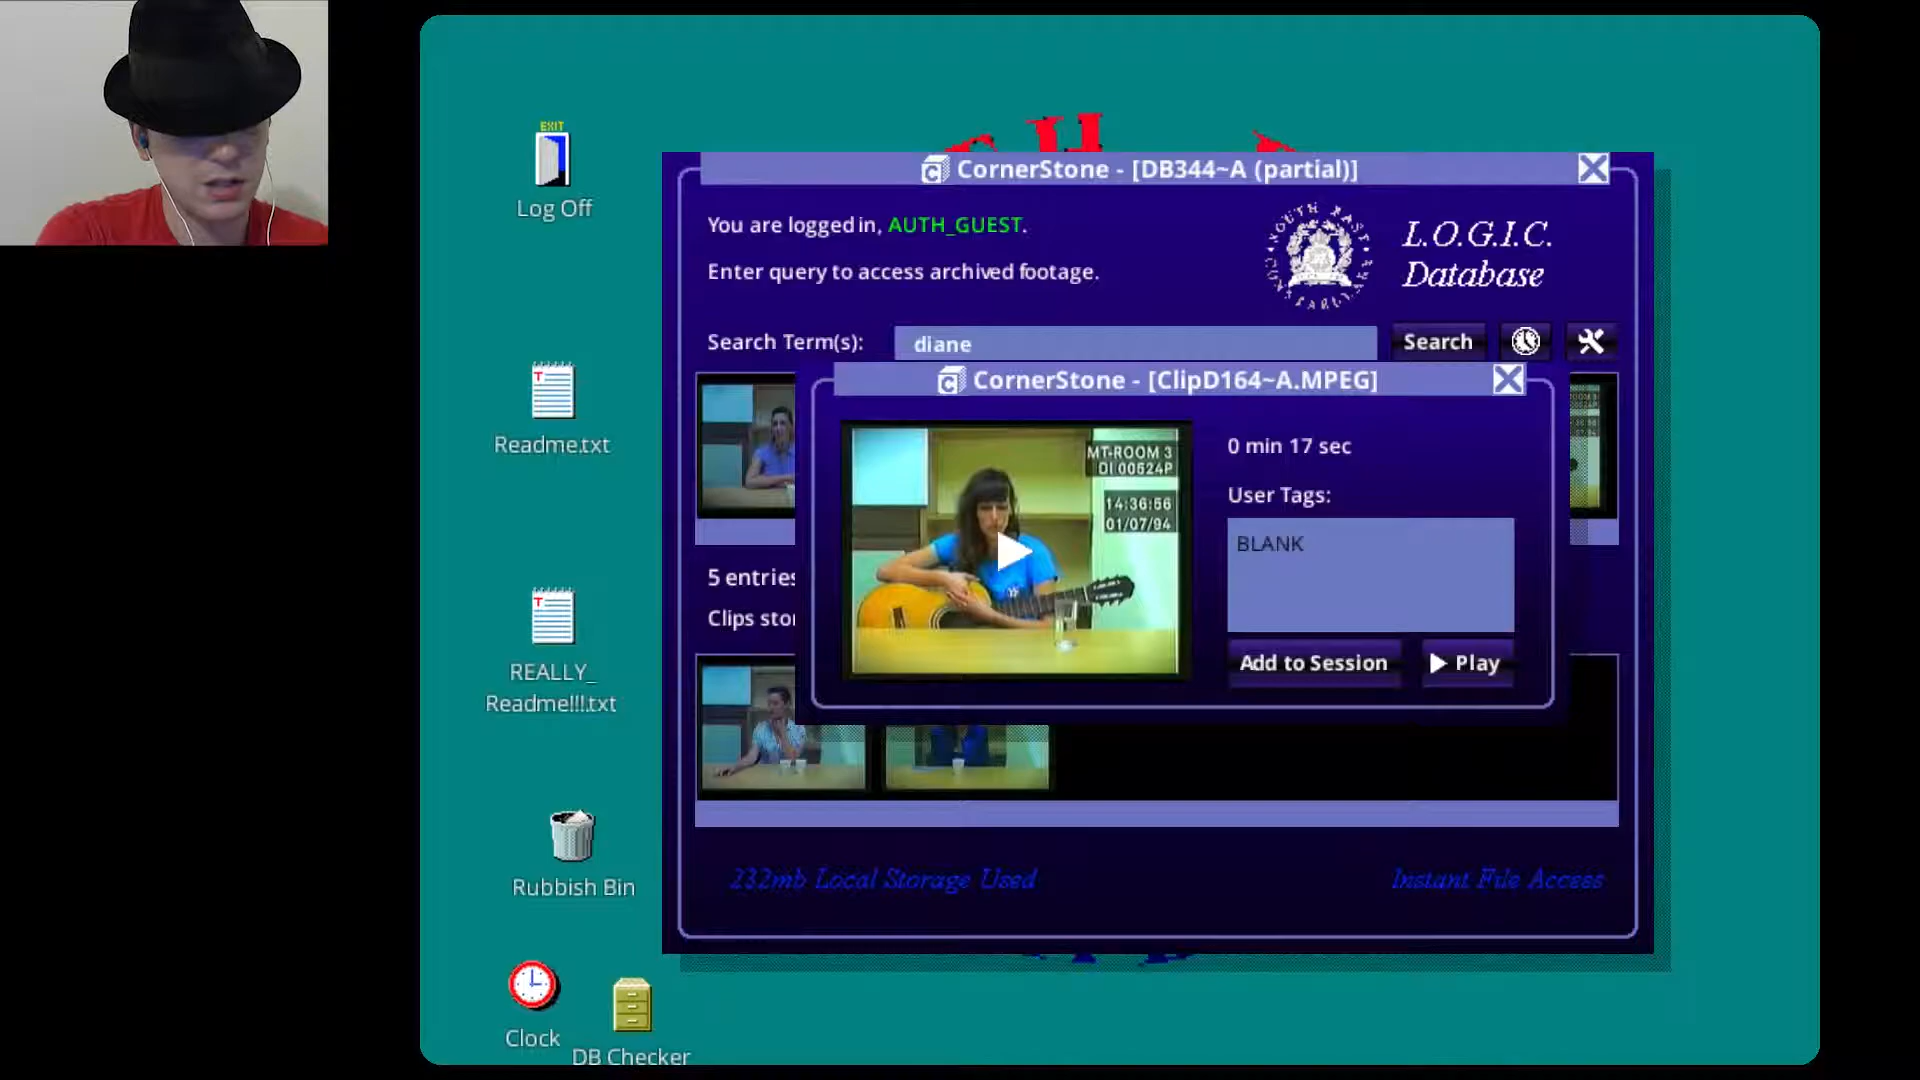 EXIT
Log Off
Readme.txt
REALLY_
Readme!!!.txt
Rubbish Bin
Clock
DB Checker
CornerStone - [DB344~A (partial)]
You are logged in, AUTH_GUEST.
Enter query to access archived footage.
L.O.G.I.C.
Database
Search Term(s): diane Search
CornerStone - [ClipD164~A.MPEG]
MT-ROOM 3
DI 00624P
14:36:56
01/07/94
0 min 17 sec
User Tags:
BLANK
Add to Session
Play
5 entries
Clips stor
232mb Local Storage Used
Instant File Access